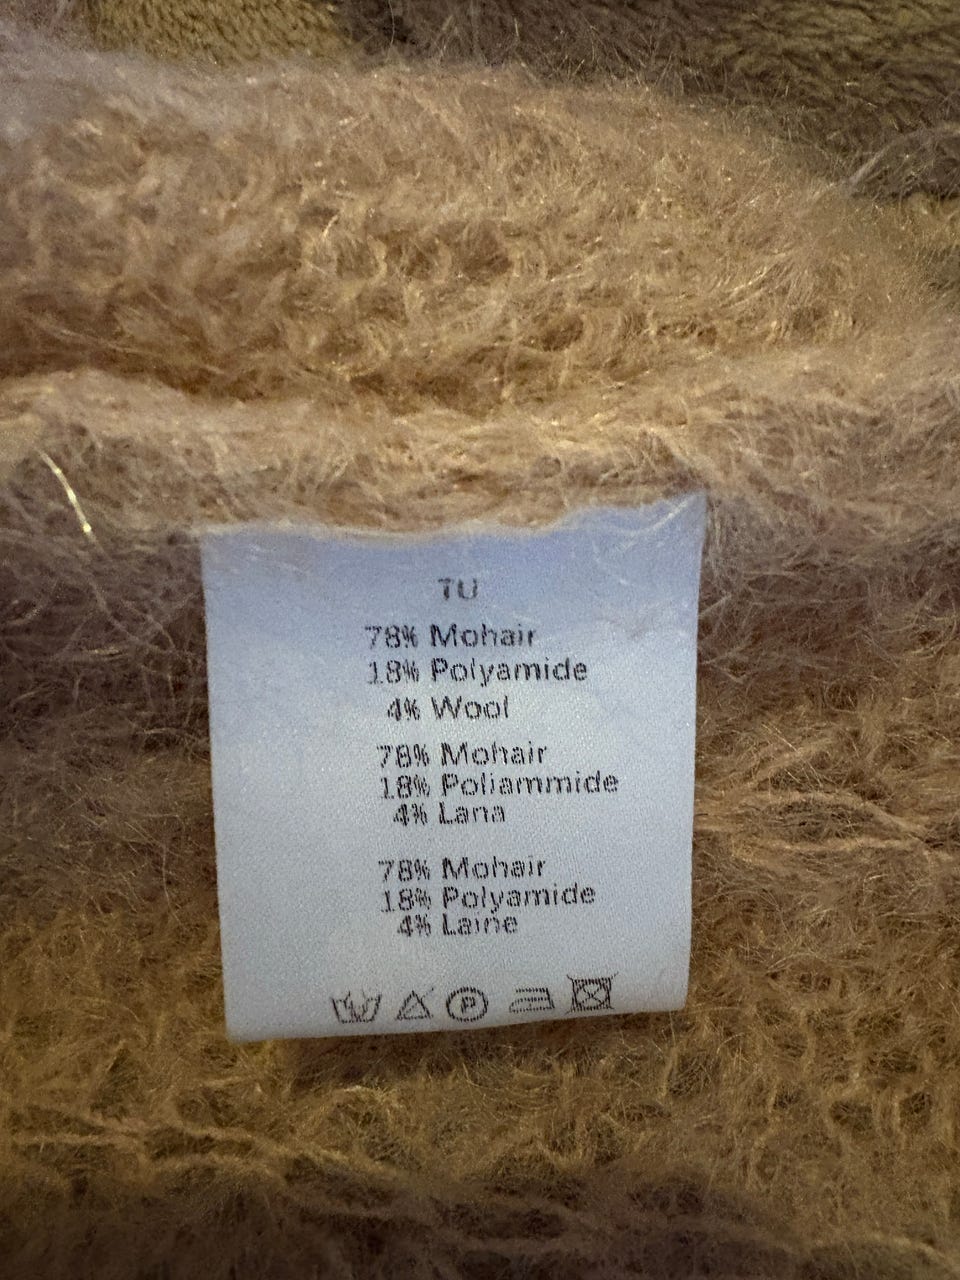 TU
78% Mohair
18% Polyamide
4% Wool
78% Mohair
18% Poliammide
4% Lana
78% Mohair
18% Polyamide
4% Laine
P